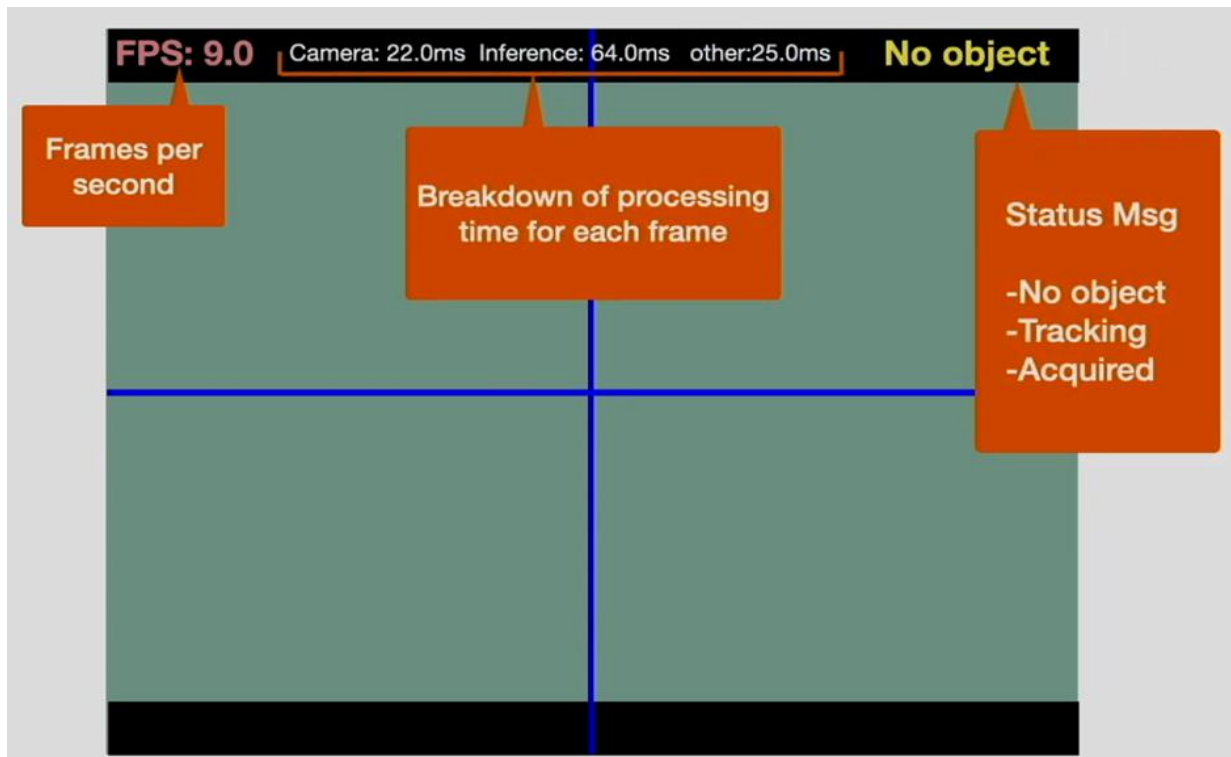 FPS: 9.0 Camera: 22.0ms Inference: 64.0ms other:25.0ms No object
Frames per
second
Breakdown of processing
time for each frame
Status Msg
-No object
-Tracking
-Acquired